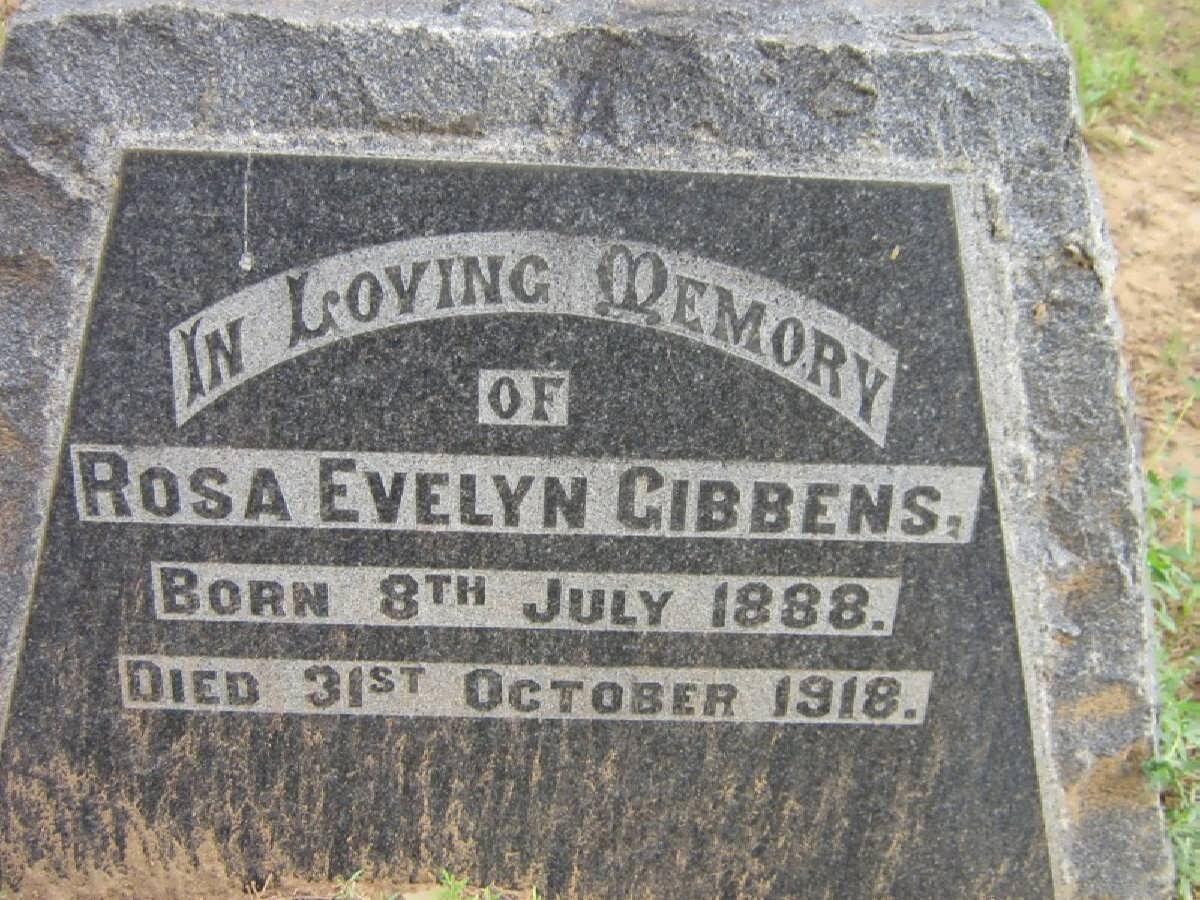 In Loving Memory
OF
ROSA EVELYN GIBBENS.
BORN 8TH JULY 1888.
DIED 31ST OCTOBER 1918.